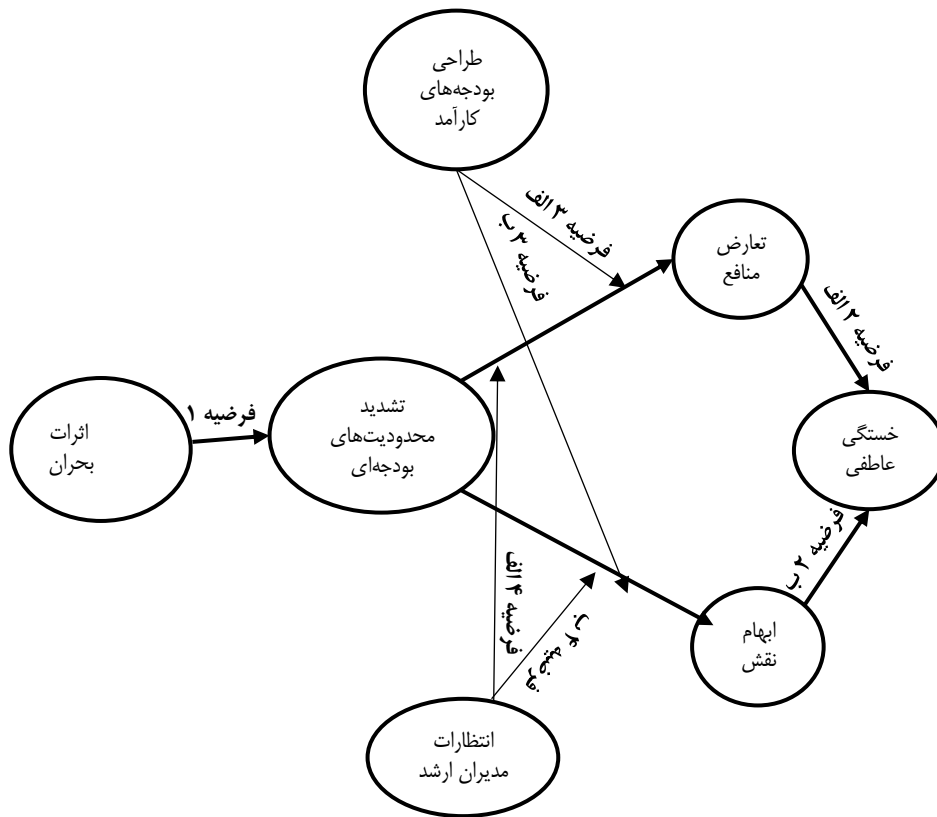 طراحی
بودجه‌های
کارآمد
فرضیه ۳ الف
فرضیه ۳ ب
تعارض
منافع
فرضیه ۲ الف
اثرات
بحران
فرضیه ۱
تشدید
محدودیت‌های
بودجه‌ای
خستگی
عاطفی
فرضیه ۲ ب
فرضیه ۴ الف
فرضیه ۴ ب
ابهام
نقش
انتظارات
مدیران ارشد